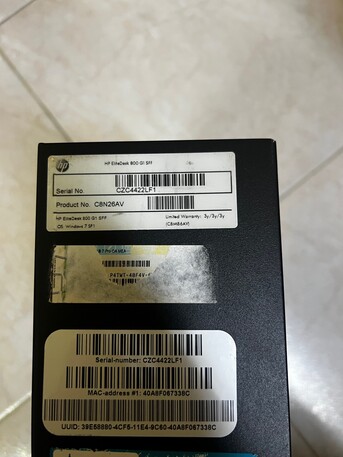 hp
HP EliteDesk 800 G1 SFF
Serial No. CZC4422LF1
Product No. C8N26AV
HP EliteDesk 800 G1 SFF
Limited Warranty: 3y/3y/3y
OS: Windows 7 SP1
Serial-number: CZC4422LF1
MAC-address #1: 40A8F067338C
UUID: 39E58880-4CF5-11E4-9C60-40A8F067338C